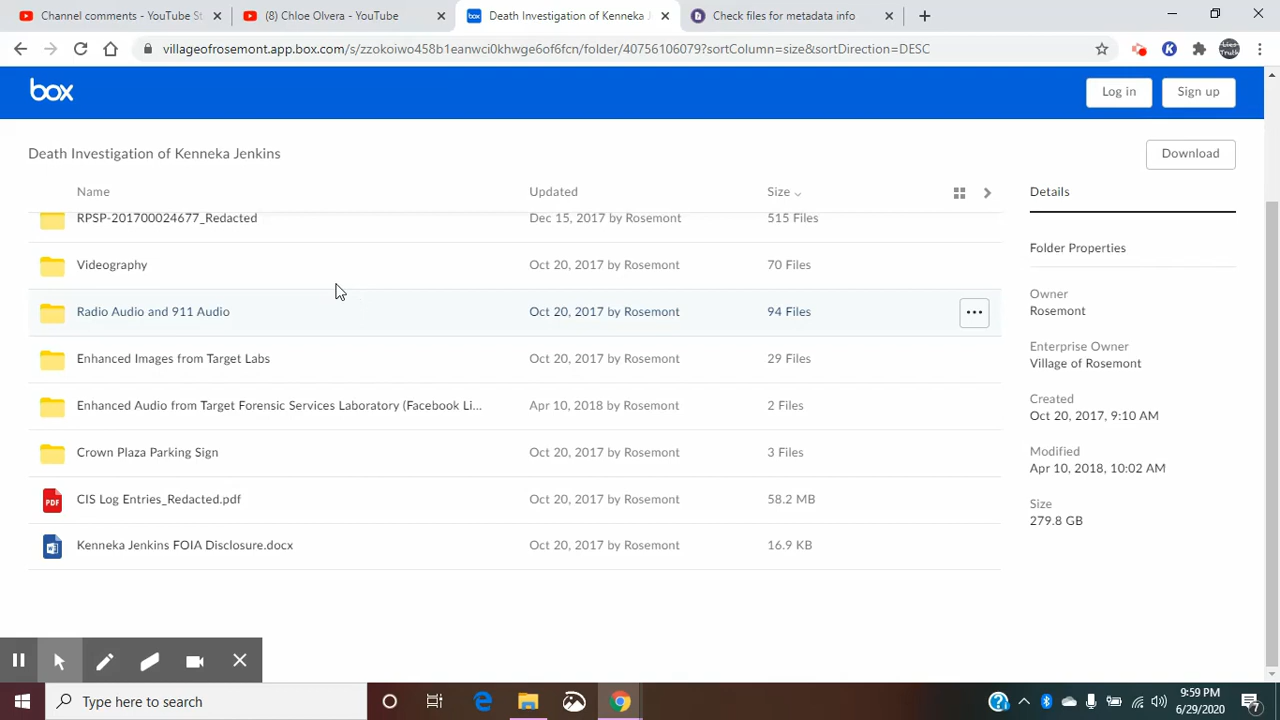 Channel comments - YouTube S
(8) Chloe Olvera - YouTube
box
Death Investigation of Kenneka J
Check files for metadata info
villageofrosemont.app.box.com/s/zzokoiwo458b1eanwci0khwge6of6fcn/folder/40756106079?sortColumn=size&sortDirection=DESC
K
box
Log in
Sign up
Death Investigation of Kenneka Jenkins
Download
Name
Updated
Size
Details
RPSP-201700024677_Redacted
Dec 15, 2017 by Rosemont
515 Files
Videography
Oct 20, 2017 by Rosemont
70 Files
Radio Audio and 911 Audio
Oct 20, 2017 by Rosemont
94 Files
Enhanced Images from Target Labs
Oct 20, 2017 by Rosemont
29 Files
Enhanced Audio from Target Forensic Services Laboratory (Facebook Li...
Apr 10, 2018 by Rosemont
2 Files
Crown Plaza Parking Sign
Oct 20, 2017 by Rosemont
3 Files
PDF
CIS Log Entries_Redacted.pdf
Oct 20, 2017 by Rosemont
58.2 MB
W
Kenneka Jenkins FOIA Disclosure.docx
Oct 20, 2017 by Rosemont
16.9 KB
Folder Properties
Owner
Rosemont
Enterprise Owner
Village of Rosemont
Created
Oct 20, 2017, 9:10 AM
Modified
Apr 10, 2018, 10:02 AM
Size
279.8 GB
Type here to search
9:59 PM
6/29/2020
7